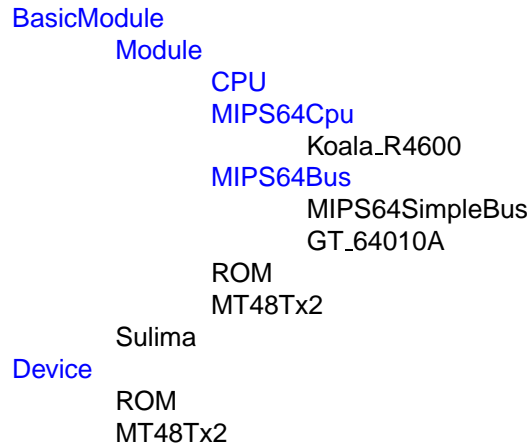 BasicModule
Module
CPU
MIPS64Cpu
Koala_R4600
MIPS64Bus
MIPS64SimpleBus
GT_64010A
ROM
MT48Tx2
Sulima
Device
ROM
MT48Tx2